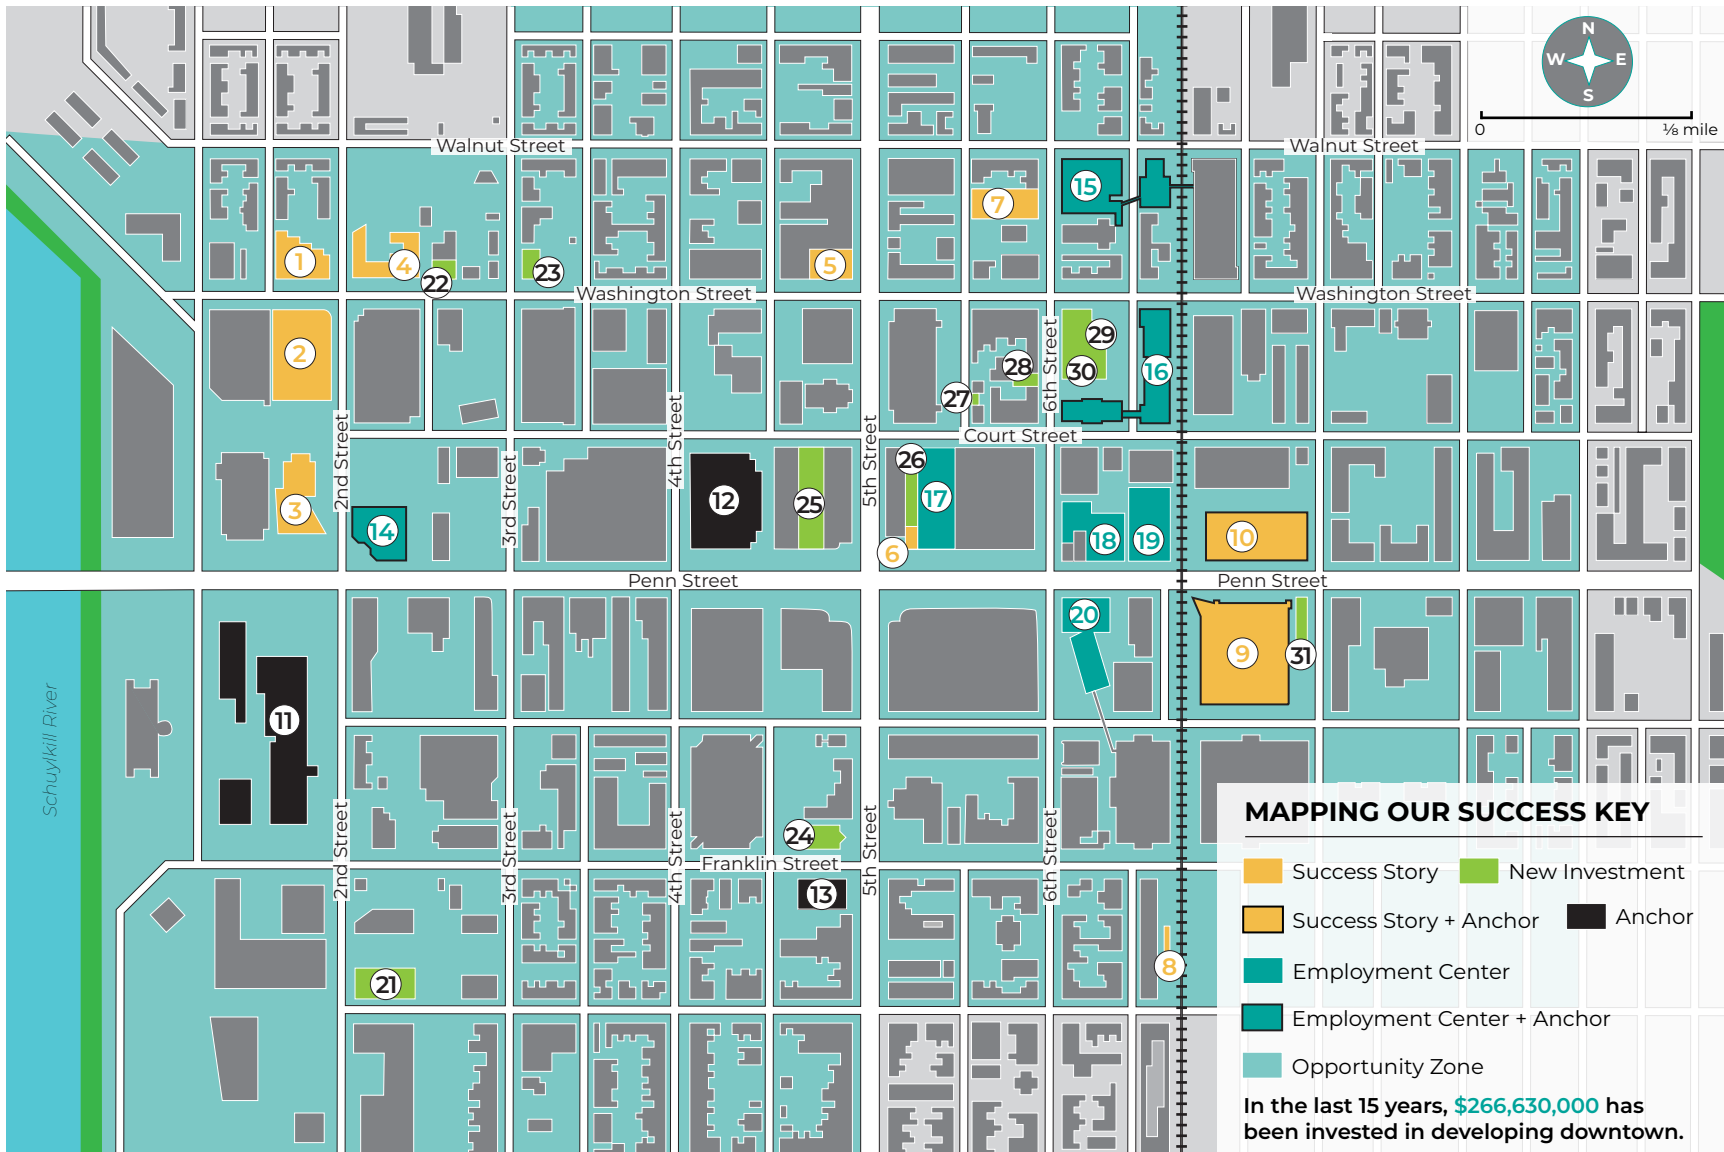 N
W E
S
0 ⅛ mile
Walnut Street
Walnut Street
15
7
1
4
22
23
5
Washington Street
Washington Street
2
29
28
30
16
27
6th Street
2nd Street
4th Street
5th Street
Court Street
3rd Street
26
12
25
17
3
14
18
19
10
6
Penn Street
Penn Street
20
9
31
11
Schuylkill River
24
2nd Street
3rd Street
4th Street
5th Street
6th Street
Franklin Street
13
8
21
MAPPING OUR SUCCESS KEY
Success Story
New Investment
Success Story + Anchor
Anchor
Employment Center
Employment Center + Anchor
Opportunity Zone
In the last 15 years, $266,630,000 has
been invested in developing downtown.